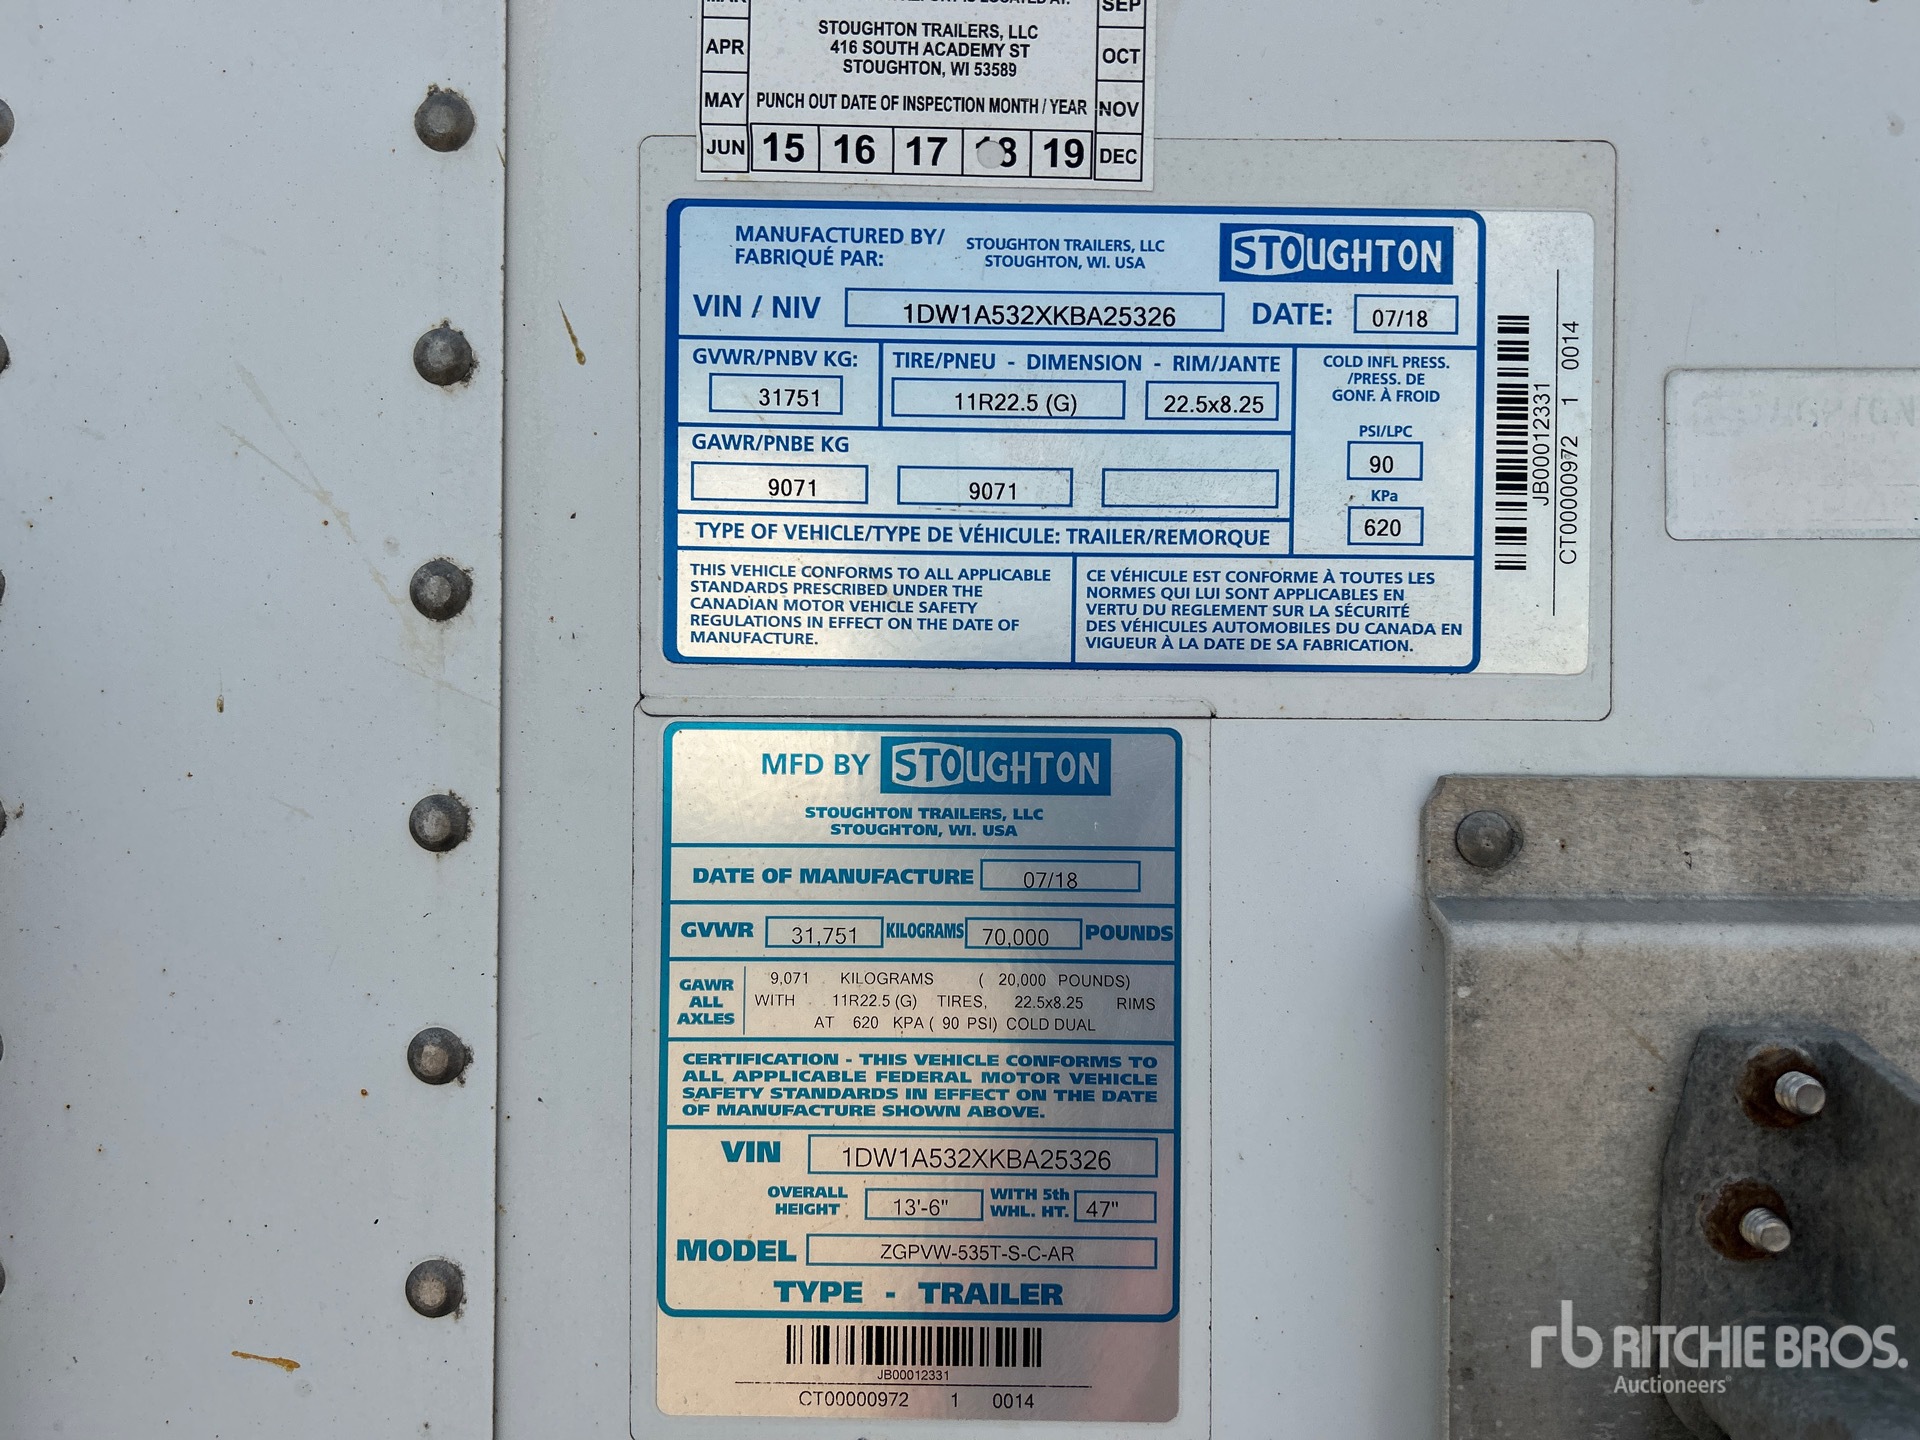 SEP
STOUGHTON TRAILERS, LLC
APR 416 SOUTH ACADEMY ST OCT
STOUGHTON, WI 53589
MAY PUNCH OUT DATE OF INSPECTION MONTH / YEAR NOV
JUN 15 16 17 18 19 DEC
MANUFACTURED BY/
FABRIQUÉ PAR:
STOUGHTON TRAILERS, LLC
STOUGHTON, WI. USA
STOUGHTON
VIN / NIV 1DW1A532XKBA25326 DATE: 07/18
GVWR/PNBV KG: TIRE/PNEU - DIMENSION - RIM/JANTE
31751 11R22.5 (G) 22.5x8.25
GAWR/PNBE KG
9071 9071
COLD INFL PRESS.
/PRESS. DE
GONF. À FROID
PSI/LPC
90
KPa
620
TYPE OF VEHICLE/TYPE DE VÉHICULE: TRAILER/REMORQUE
THIS VEHICLE CONFORMS TO ALL APPLICABLE
STANDARDS PRESCRIBED UNDER THE
CANADIAN MOTOR VEHICLE SAFETY
REGULATIONS IN EFFECT ON THE DATE OF
MANUFACTURE.
CE VÉHICULE EST CONFORME À TOUTES LES
NORMES QUI LUI SONT APPLICABLES EN
VERTU DU REGLEMENT SUR LA SÉCURITÉ
DES VÉHICULES AUTOMOBILES DU CANADA EN
VIGUEUR À LA DATE DE SA FABRICATION.
JB00012331
CT00000972 1 0014
MFD BY STOUGHTON
STOUGHTON TRAILERS, LLC
STOUGHTON, WI. USA
DATE OF MANUFACTURE 07/18
GVWR 31,751 KILOGRAMS 70,000 POUNDS
GAWR
ALL
AXLES
9,071 KILOGRAMS ( 20,000 POUNDS)
WITH 11R22.5 (G) TIRES, 22.5x8.25 RIMS
AT 620 KPA ( 90 PSI) COLD DUAL
CERTIFICATION - THIS VEHICLE CONFORMS TO
ALL APPLICABLE FEDERAL MOTOR VEHICLE
SAFETY STANDARDS IN EFFECT ON THE DATE
OF MANUFACTURE SHOWN ABOVE.
VIN 1DW1A532XKBA25326
OVERALL
HEIGHT
13'-6"
WITH 5th
WHL. HT.
47"
MODEL ZGPVW-535T-S-C-AR
TYPE - TRAILER
JB00012331
CT00000972 1 0014
rb RITCHIE BROS.
Auctioneers